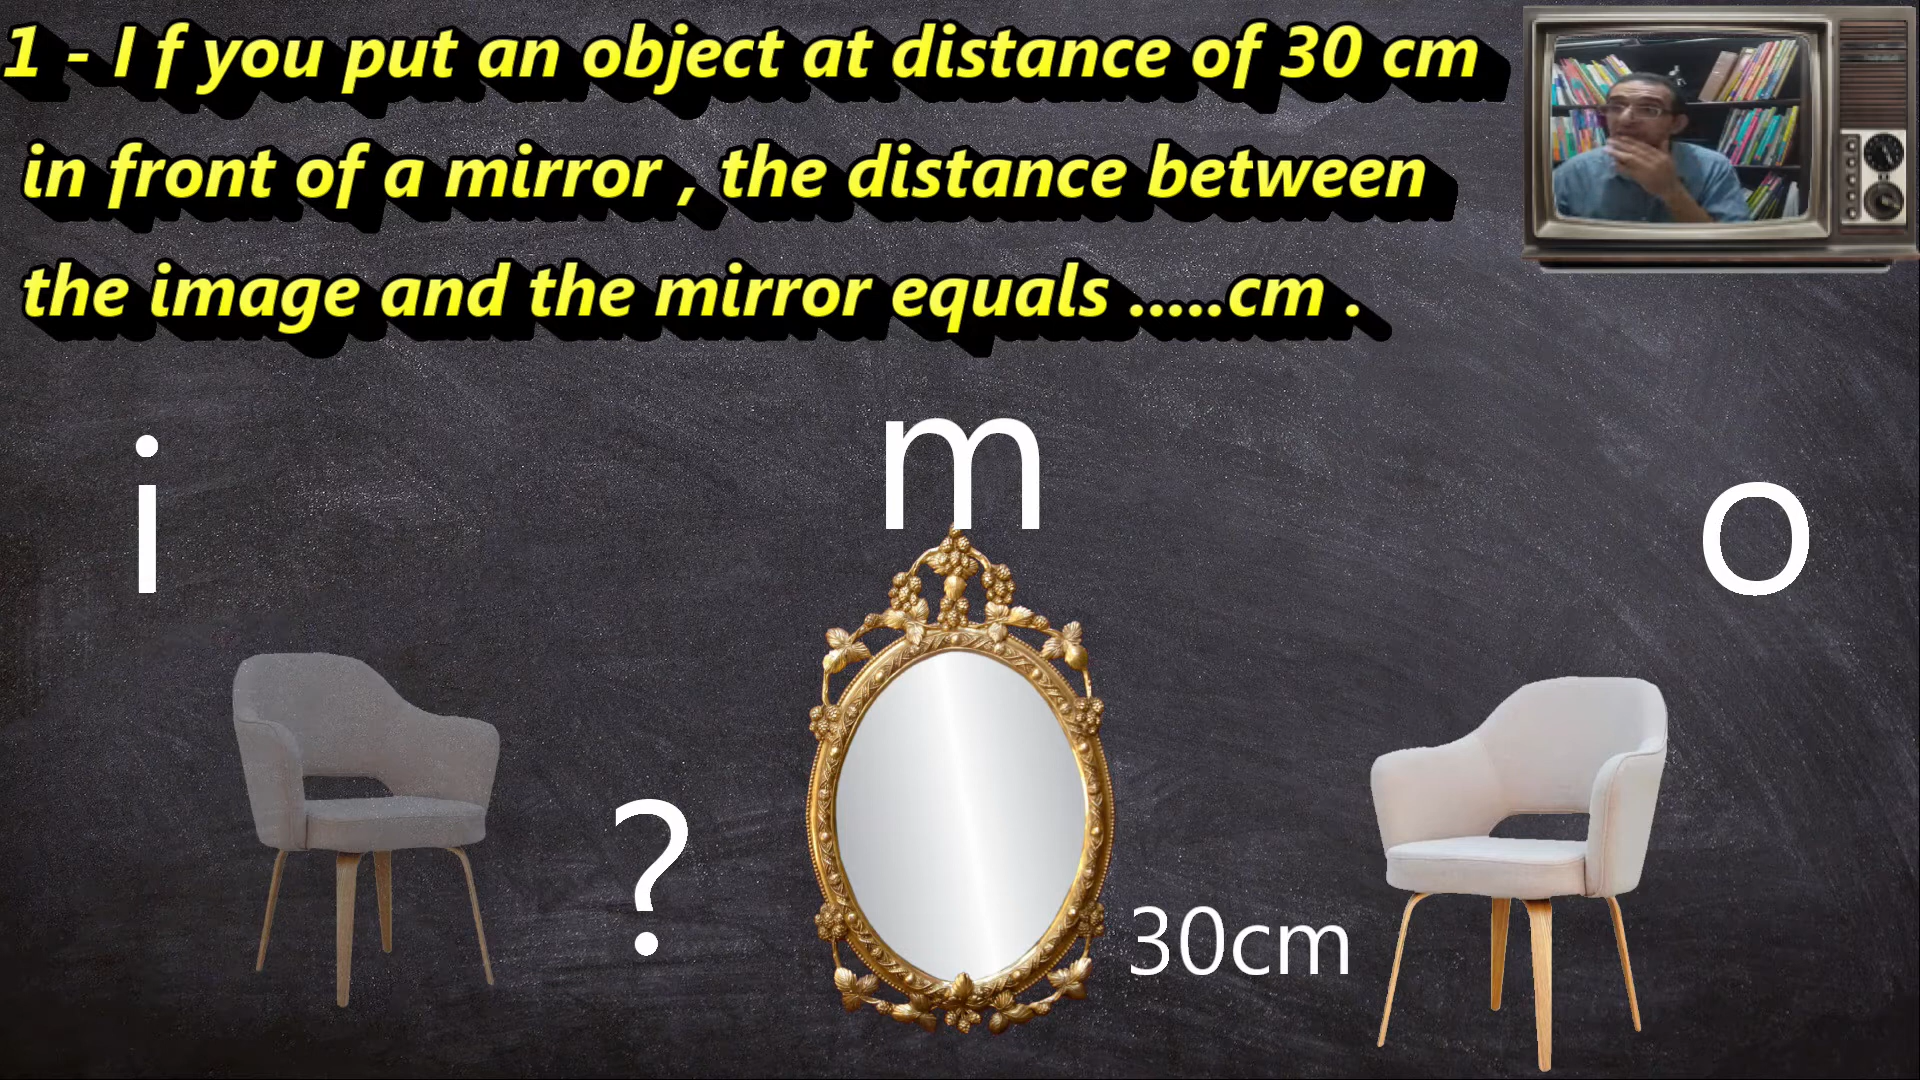 1 - I f you put an object at distance of 30 cm
in front of a mirror , the distance between
the image and the mirror equals .....cm .
i
m
o
?
30cm